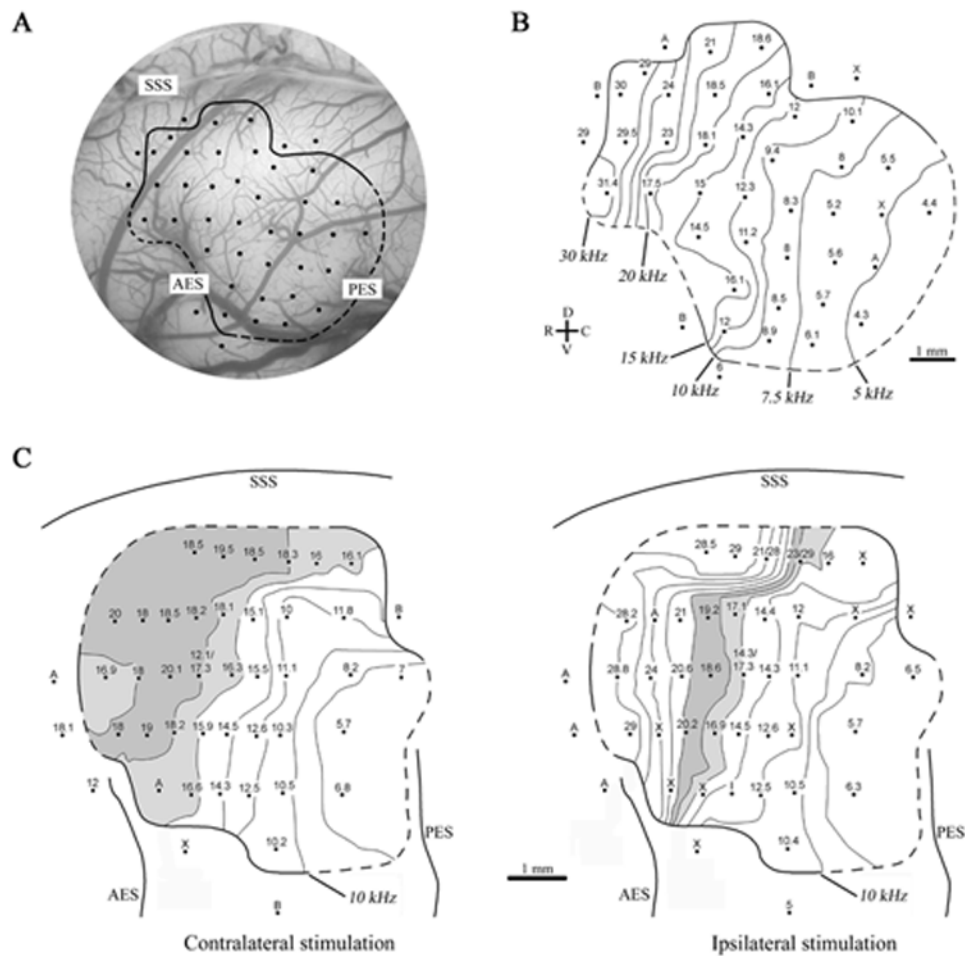 A
SSS
AES
PES
B
A 21 18.6
29
B 30 24 18.5 16.1 B X
12 10.1
29 29.5 23 18.1 14.3
9.4 8 5.5
31.4 17.5 15 12.3
8.3 5.2 X 4.4
14.5 11.2 8 5.6 A
16.1
8.5 5.7 4.3
B 12 8.9 6.1
6
30 kHz
20 kHz
15 kHz
10 kHz
7.5 kHz
5 kHz
D
R C
V
1 mm
C
SSS
18.5 19.5 18.5 18.3 16 16.1
20 18 18.5 18.2 18.1 15.1 10 11.8 B
12.1/
A 16.9 18 20.1 17.3 16.3 15.5 11.1 8.2 7
18.1 18 19 18.2 15.9 14.5 12.6 10.3 5.7
12 A 16.6 14.3 12.5 10.5 6.8
X 10.2
B
AES
PES
10 kHz
1 mm
Contralateral stimulation
SSS
28.5 29 21/28 23/29 16 X
28.2 A 21 19.2 17.1 14.4 12 X X
14.3/
A 28.8 24 20.6 18.6 17.3 14.3 11.1 8.2 6.5
A 29 X 20.2 16.9 14.5 12.6 X 5.7
A X X I 12.5 10.5 6.3
X 10.4
5
AES
PES
10 kHz
Ipsilateral stimulation